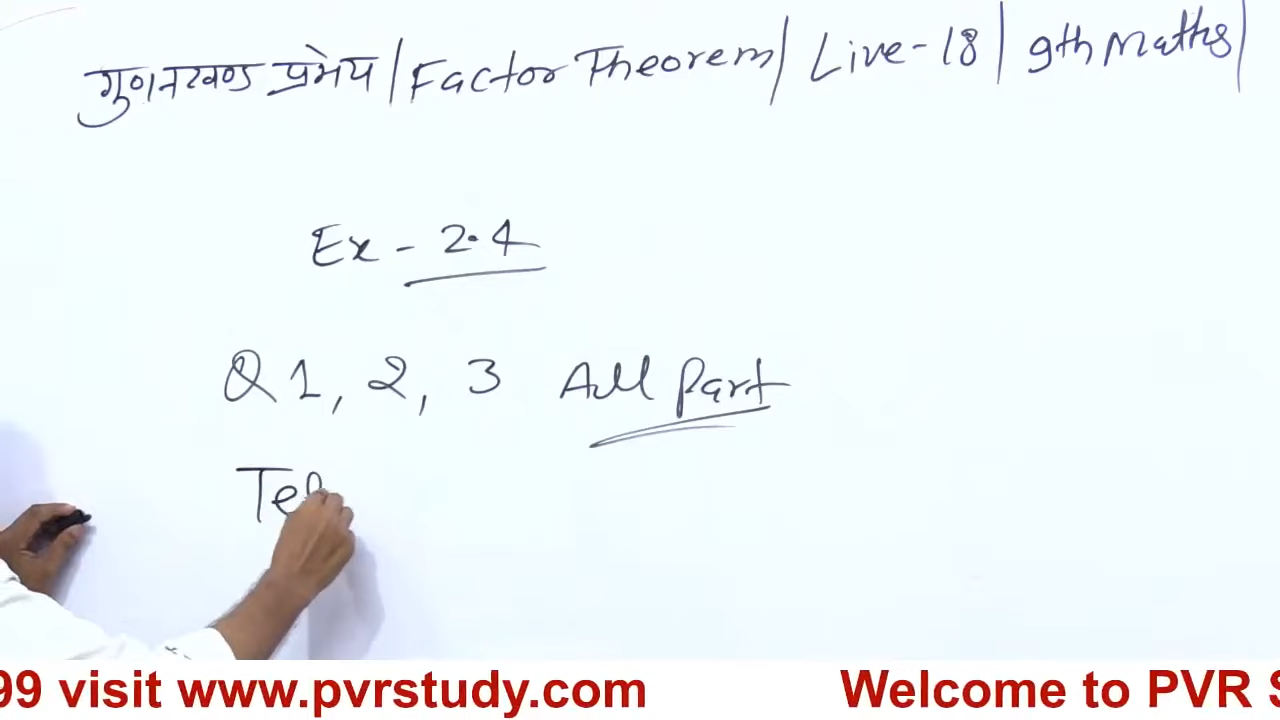 गुणनखण्ड प्रमेय/Factor Theorem/ Live-18/ 9th Maths/
Ex - 2.4
Q 1, 2, 3 All Part
99 visit www.pvrstudy.com Welcome to PVR